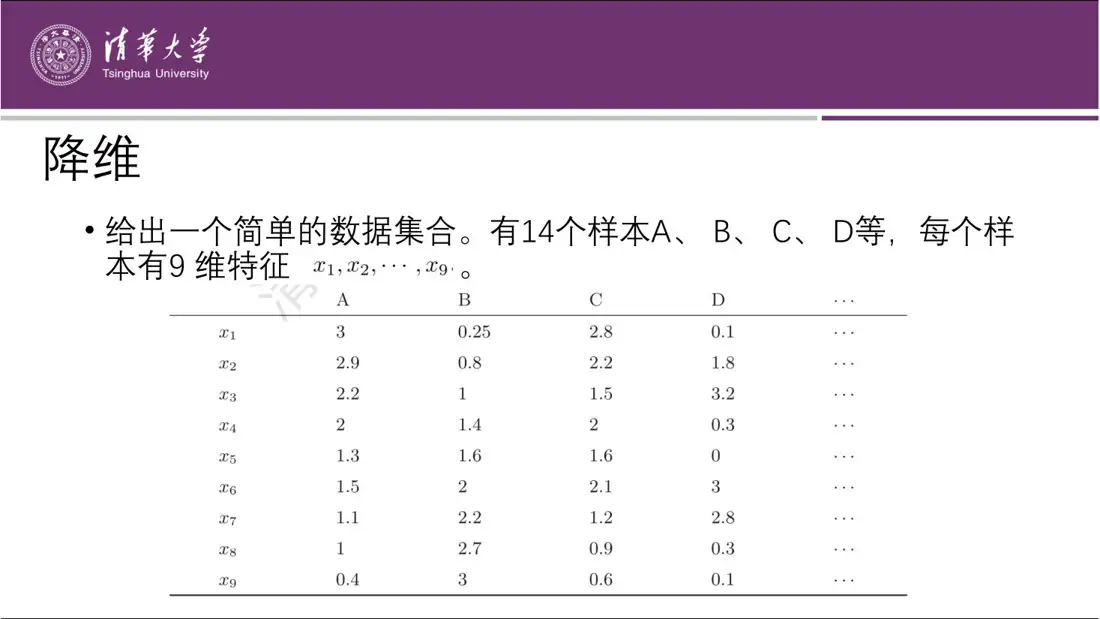 清华大学
Tsinghua University
降维
• 给出一个简单的数据集合。有14个样本A、 B、 C、 D等，每个样
本有9 维特征 x₁, x₂, ⋯ , x₉ 。
A B C D ⋯
x₁ 3 0.25 2.8 0.1 ⋯
x₂ 2.9 0.8 2.2 1.8 ⋯
x₃ 2.2 1 1.5 3.2 ⋯
x₄ 2 1.4 2 0.3 ⋯
x₅ 1.3 1.6 1.6 0 ⋯
x₆ 1.5 2 2.1 3 ⋯
x₇ 1.1 2.2 1.2 2.8 ⋯
x₈ 1 2.7 0.9 0.3 ⋯
x₉ 0.4 3 0.6 0.1 ⋯